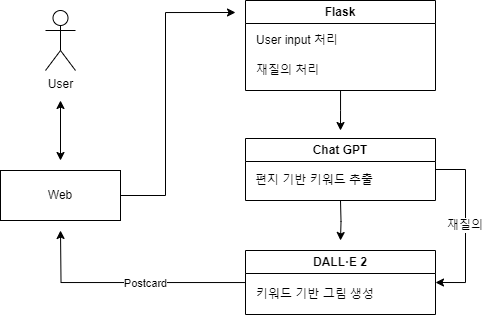 Flask
User input 처리
재질의 처리
User
Chat GPT
편지 기반 키워드 추출
Web
재질의
DALL·E 2
Postcard
키워드 기반 그림 생성